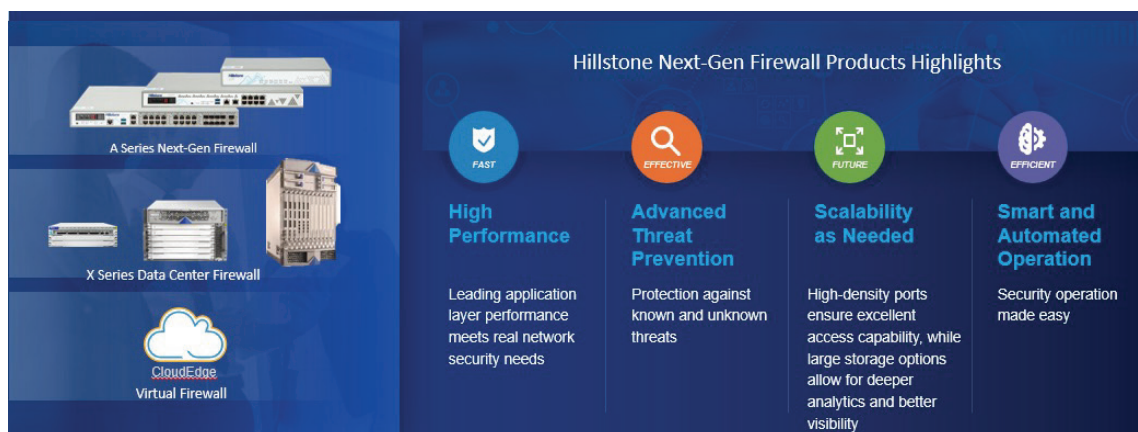 A Series Next-Gen Firewall
X Series Data Center Firewall
CloudEdge
Virtual Firewall
Hillstone Next-Gen Firewall Products Highlights
FAST
High
Performance
Leading application
layer performance
meets real network
security needs
EFFECTIVE
Advanced
Threat
Prevention
Protection against
known and unknown
threats
FUTURE
Scalability
as Needed
High-density ports
ensure excellent
access capability, while
large storage options
allow for deeper
analytics and better
visibility
EFFICIENT
Smart and
Automated
Operation
Security operation
made easy